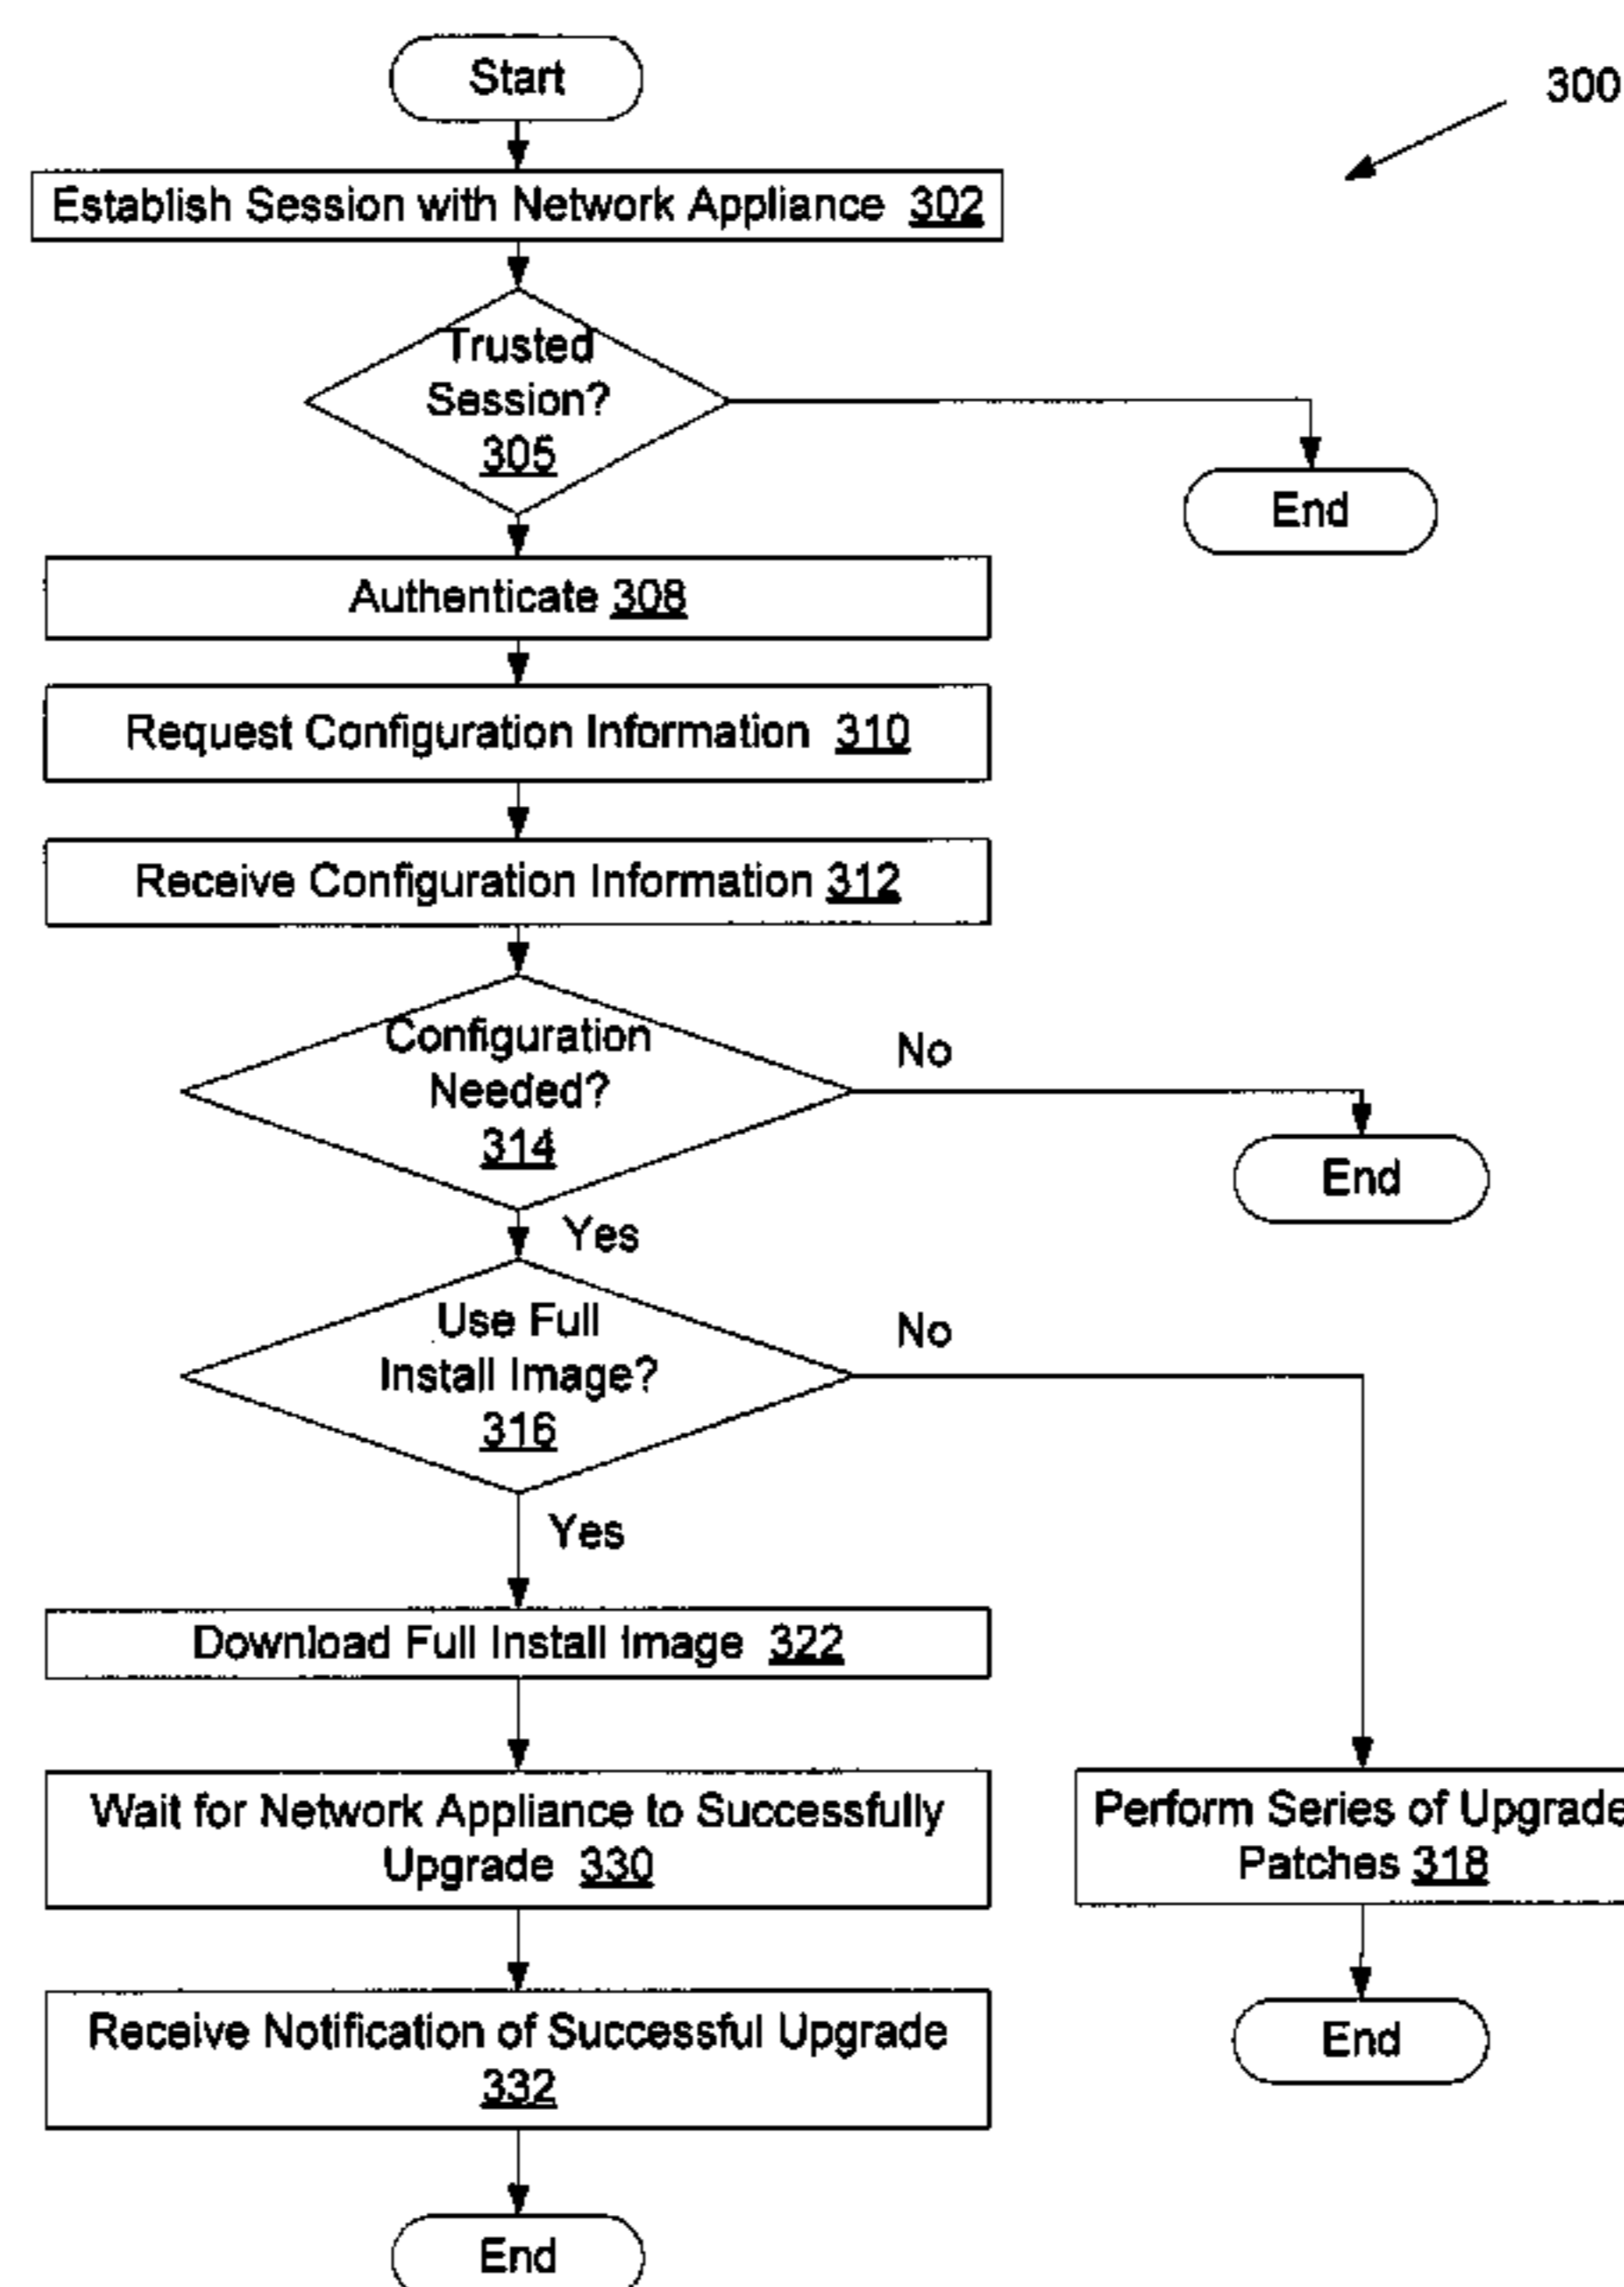 Start
300
Establish Session with Network Appliance 302
Trusted
Session?
305
End
Authenticate 308
Request Configuration Information 310
Receive Configuration Information 312
Configuration
Needed?
314
No
End
Yes
Use Full
Install Image?
316
No
Yes
Download Full Install Image 322
Wait for Network Appliance to Successfully
Upgrade 330
Perform Series of Upgrade
Patches 318
Receive Notification of Successful Upgrade
332
End
End